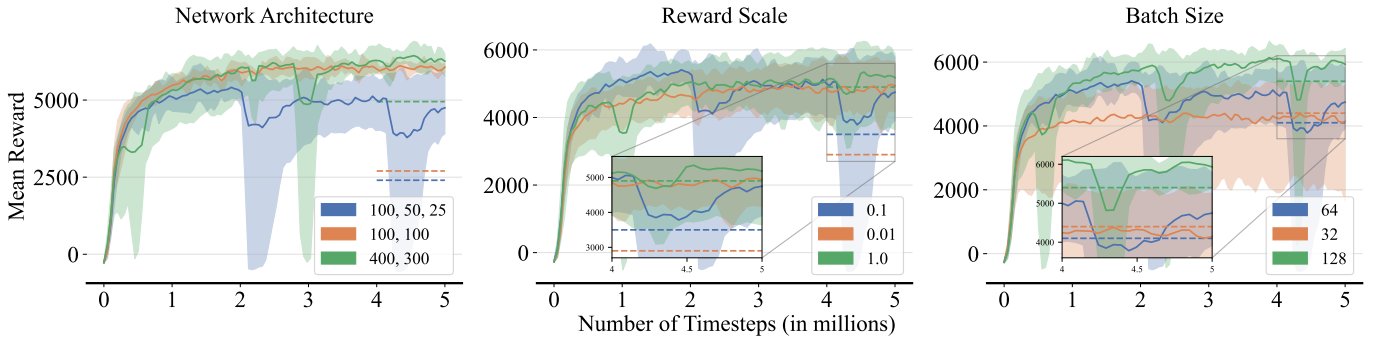 Network Architecture
Mean Reward
5000
2500
0
0 1 2 3 4 5
100, 50, 25
100, 100
400, 300
Reward Scale
6000
4000
2000
0
0 1 2 3 4 5
5000
4000
3000
4 4.5 5
0.1
0.01
1.0
Number of Timesteps (in millions)
Batch Size
6000
4000
2000
0
0 1 2 3 4 5
6000
5000
4000
4 4.5 5
64
32
128